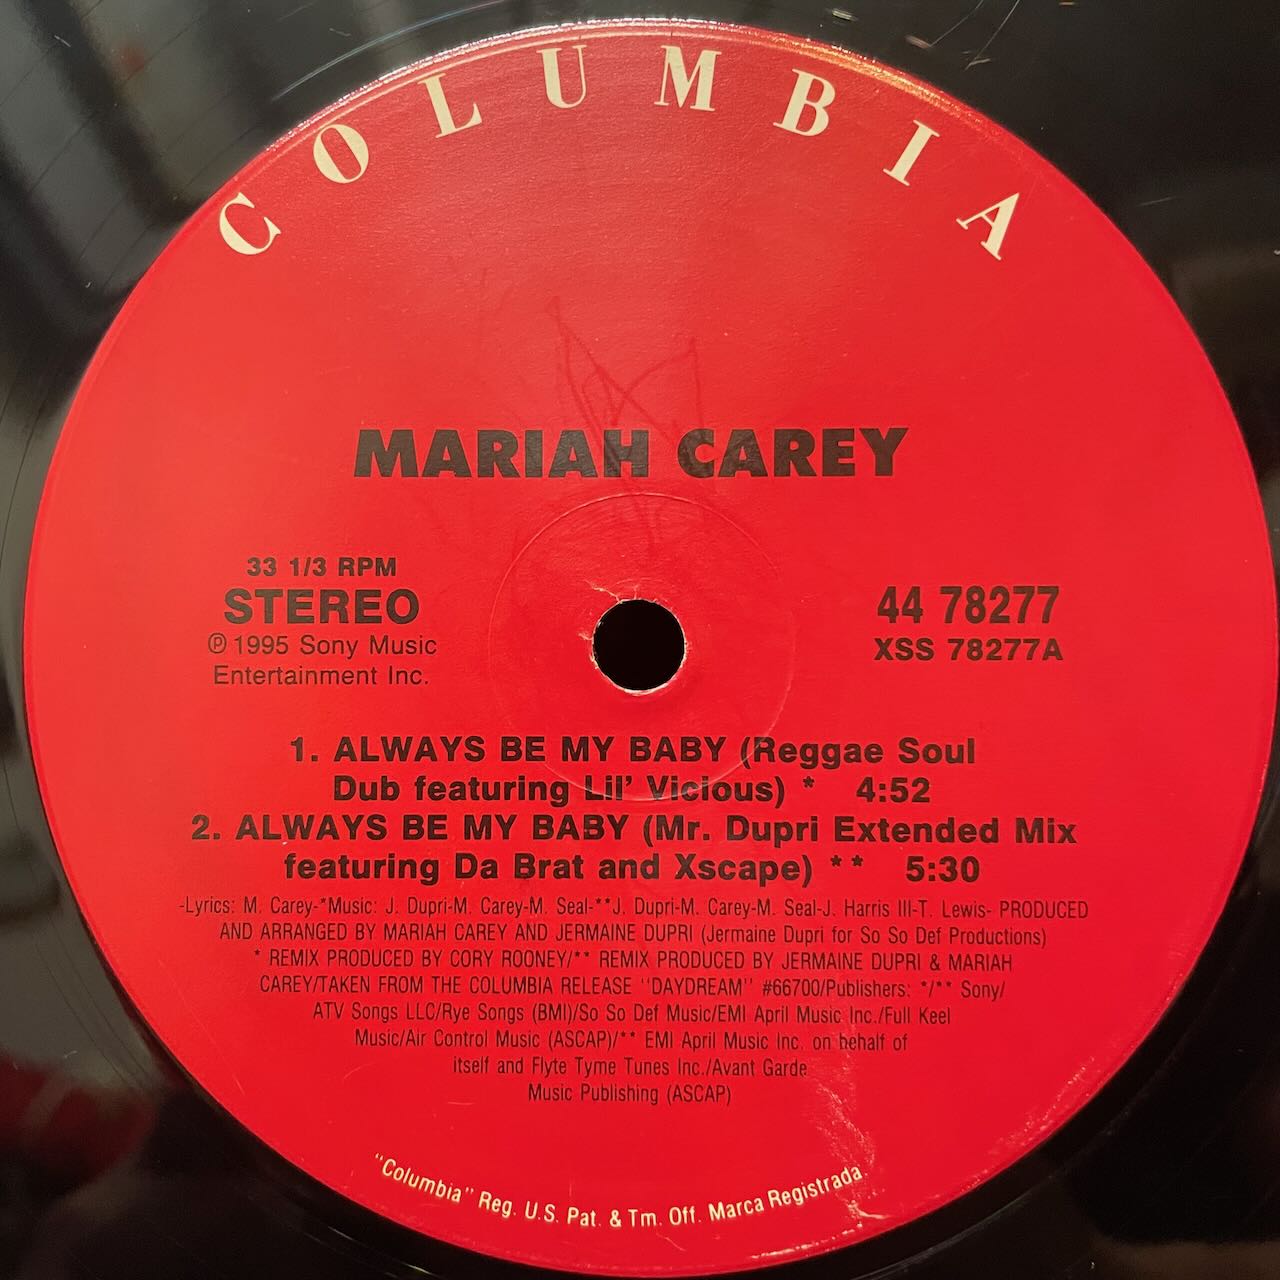 COLUMBIA
MARIAH CAREY
33 1/3 RPM
STEREO
℗ 1995 Sony Music
Entertainment Inc.
44 78277
XSS 78277A
1. ALWAYS BE MY BABY (Reggae Soul
Dub featuring Lil' Vicious) * 4:52
2. ALWAYS BE MY BABY (Mr. Dupri Extended Mix
featuring Da Brat and Xscape) ** 5:30
-Lyrics: M. Carey-*Music: J. Dupri-M. Carey-M. Seal-**J. Dupri-M. Carey-M. Seal-J. Harris III-T. Lewis- PRODUCED
AND ARRANGED BY MARIAH CAREY AND JERMAINE DUPRI (Jermaine Dupri for So So Def Productions)
* REMIX PRODUCED BY CORY ROONEY/** REMIX PRODUCED BY JERMAINE DUPRI & MARIAH
CAREY/TAKEN FROM THE COLUMBIA RELEASE "DAYDREAM" #66700/Publishers: */** Sony/
ATV Songs LLC/Rye Songs (BMI)/So So Def Music/EMI April Music Inc./Full Keel
Music/Air Control Music (ASCAP)/** EMI April Music Inc. on behalf of
itself and Flyte Tyme Tunes Inc./Avant Garde
Music Publishing (ASCAP)
"Columbia" Reg. U.S. Pat. & Tm. Off. Marca Registrada.